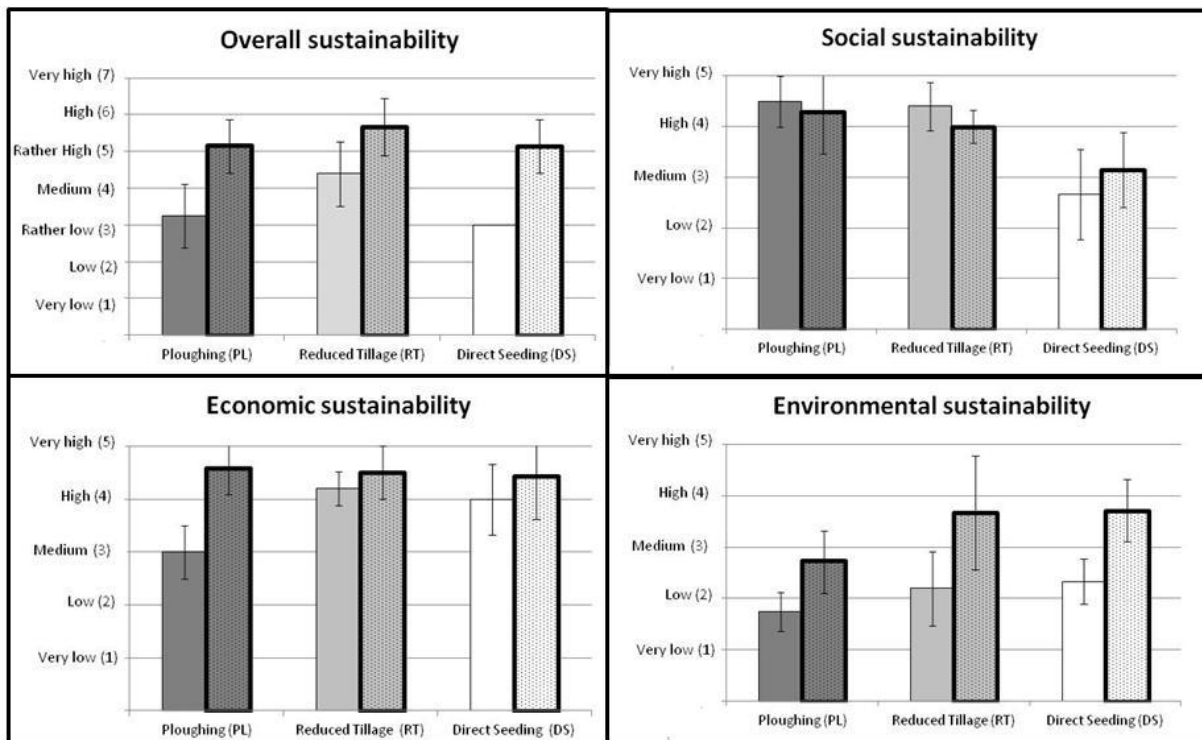 Overall sustainability
Very high (7)
High (6)
Rather High (5)
Medium (4)
Rather low (3)
Low (2)
Very low (1)
Ploughing (PL)
Reduced Tillage (RT)
Direct Seeding (DS)
Social sustainability
Very high (5)
High (4)
Medium (3)
Low (2)
Very low (1)
Ploughing (PL)
Reduced Tillage (RT)
Direct Seeding (DS)
Economic sustainability
Very high (5)
High (4)
Medium (3)
Low (2)
Very low (1)
Ploughing (PL)
Reduced Tillage (RT)
Direct Seeding (DS)
Environmental sustainability
Very high (5)
High (4)
Medium (3)
Low (2)
Very low (1)
Ploughing (PL)
Reduced Tillage (RT)
Direct Seeding (DS)